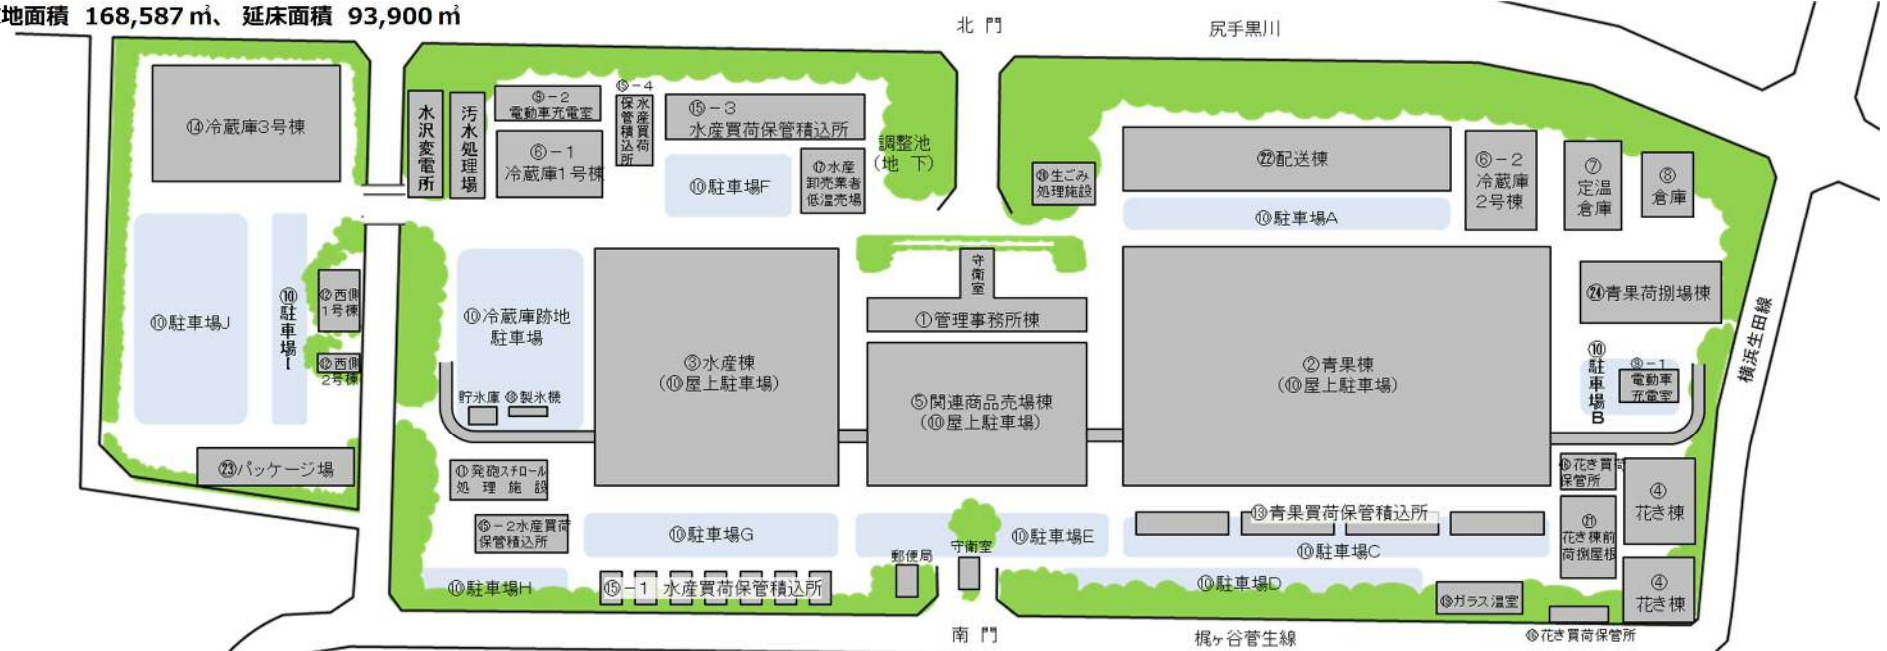 地面積 168,587㎡、 延床面積 93,900㎡
北 門
尻手黒川
⑭冷蔵庫3号棟
水沢変電所
汚水処理場
⑨-2
電動車充電室
⑥-1
冷蔵庫1号棟
⑮-4
水産買荷
保管積込所
⑮-3
水産買荷保管積込所
⑩駐車場F
⑰水産
卸売業者
低温売場
調整池
(地 下)
⑳生ごみ
処理施設
㉒配送棟
⑩駐車場A
⑥-2
冷蔵庫
2号棟
⑦
定温
倉庫
⑧
倉庫
⑩駐車場J
⑩駐車場I
⑫西側
1号棟
⑫西側
2号棟
⑩冷蔵庫跡地
駐車場
貯氷庫
⑱製氷機
③水産棟
(⑩屋上駐車場)
守衛室
①管理事務所棟
⑤関連商品売場棟
(⑩屋上駐車場)
②青果棟
(⑩屋上駐車場)
㉔青果荷捌場棟
⑩駐車場B
⑨-1
電動車
充電室
横浜生田線
㉓パッケージ場
⑪発砲スチロール
処 理 施 設
⑮-2水産買荷
保管積込所
⑩駐車場G
⑩駐車場E
⑬青果買荷保管積込所
⑩駐車場C
⑯花き買荷
保管所
④
花き棟
㉑
花き棟前
荷捌屋根
⑩駐車場H
⑮-1 水産買荷保管積込所
郵便局
守衛室
⑩駐車場D
⑲ガラス温室
④
花き棟
⑯花き買荷保管所
南 門
梶ヶ谷菅生線